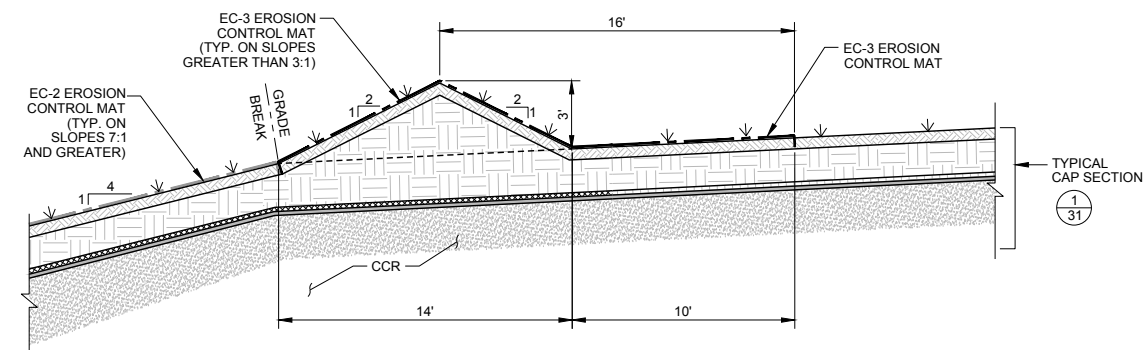 EC-3 EROSION
CONTROL MAT
(TYP. ON SLOPES
GREATER THAN 3:1)
16'
EC-3 EROSION
CONTROL MAT
EC-2 EROSION
CONTROL MAT
(TYP. ON
SLOPES 7:1
AND GREATER)
GRADE
BREAK
2
1
2
1
3'
4
1
TYPICAL
CAP SECTION
1
31
CCR
14'
10'